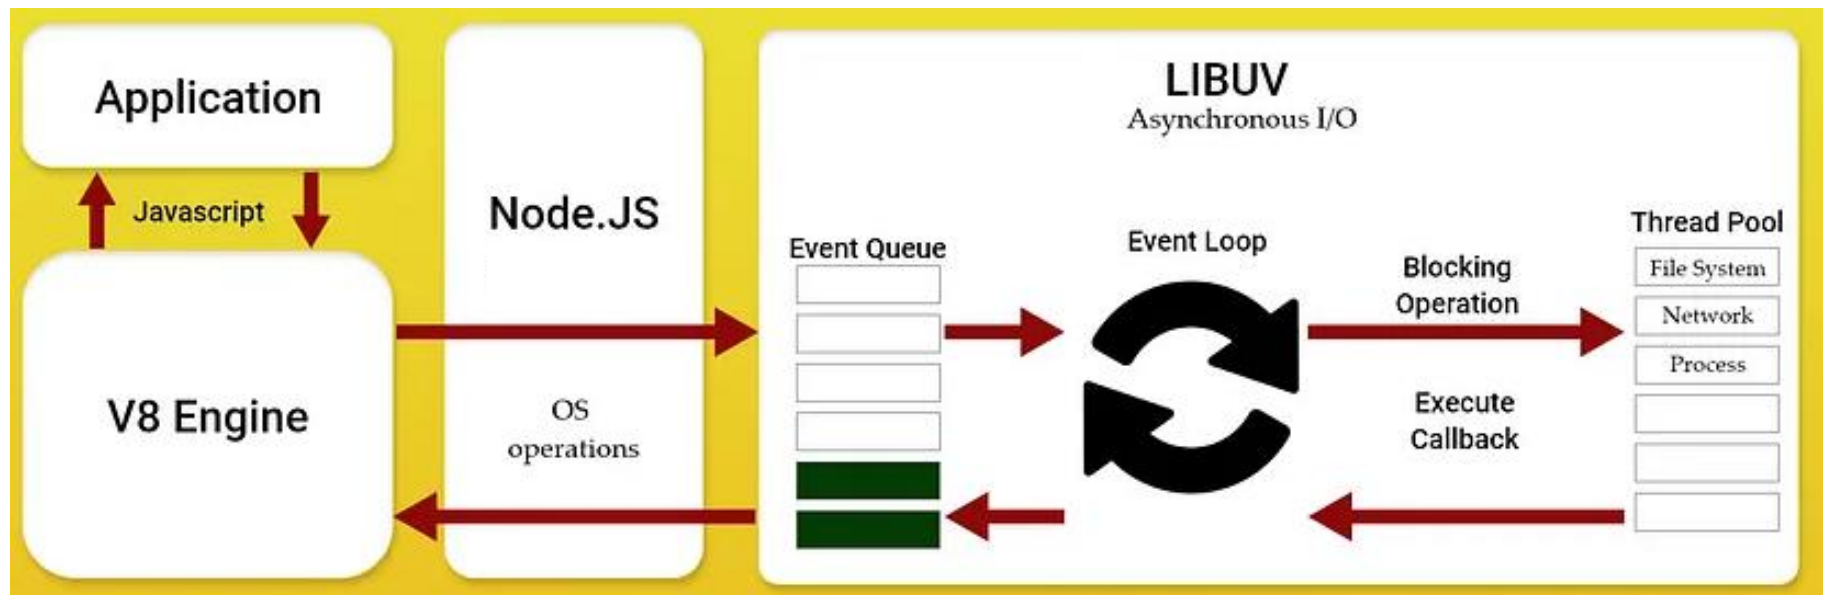 Application
Javascript
V8 Engine
Node.JS
OS
operations
LIBUV
Asynchronous I/O
Event Queue
Event Loop
Blocking
Operation
Execute
Callback
Thread Pool
File System
Network
Process